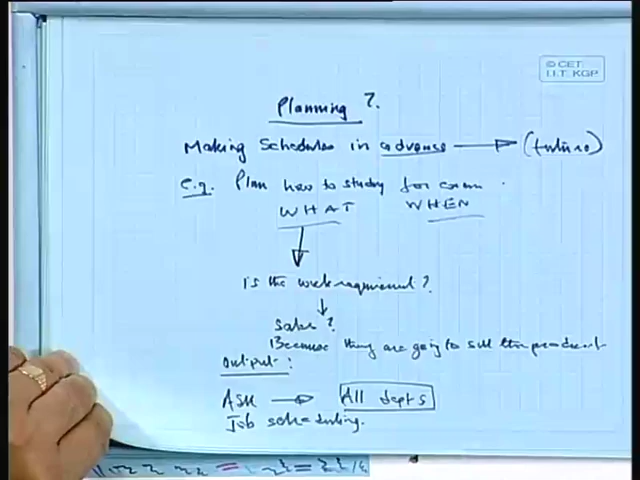 © CET
I.I.T. KGP
Planning ?
Making Schedules in advance → (future)
e.g. Plan how to study for exam.
WHAT WHEN
Is the work required ?
Sales ?
Because they are going to sell the product
Output :
Ask → All depts
Job scheduling.